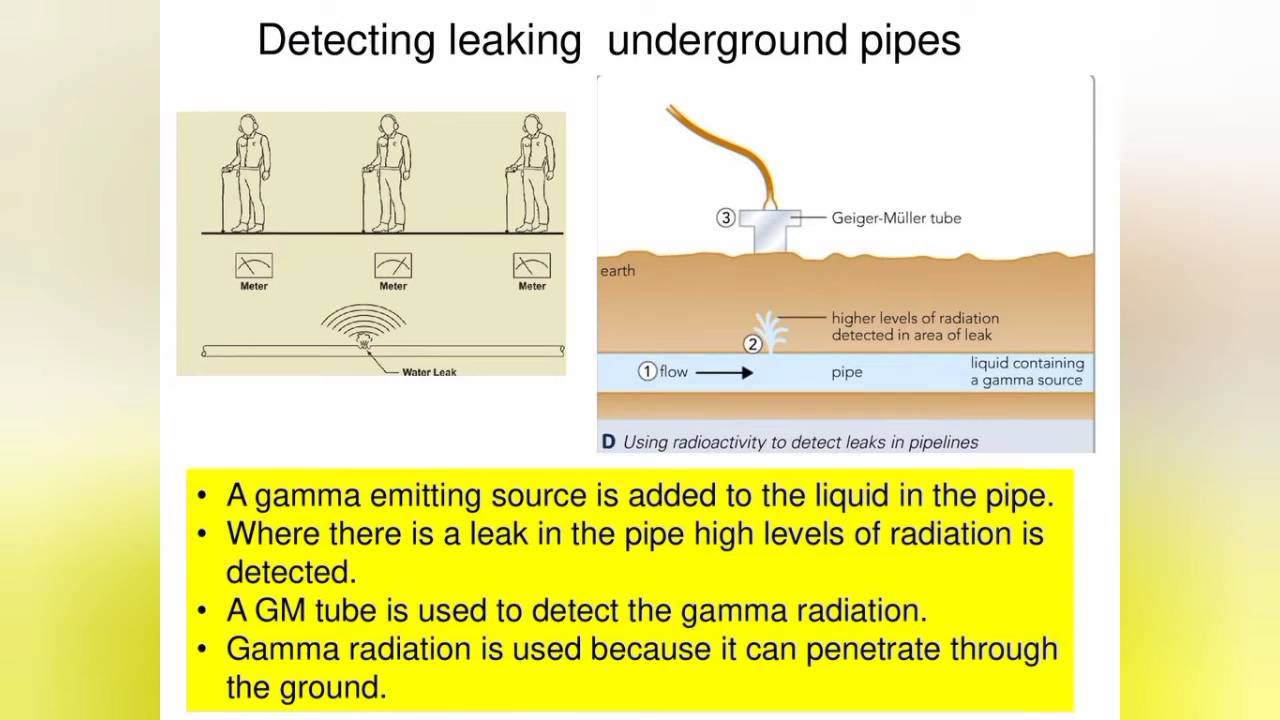 Detecting leaking underground pipes
Meter
Meter
Meter
Water Leak
③
Geiger-Müller tube
earth
higher levels of radiation
detected in area of leak
②
① flow
pipe
liquid containing
a gamma source
D Using radioactivity to detect leaks in pipelines
• A gamma emitting source is added to the liquid in the pipe.
• Where there is a leak in the pipe high levels of radiation is
detected.
• A GM tube is used to detect the gamma radiation.
• Gamma radiation is used because it can penetrate through
the ground.